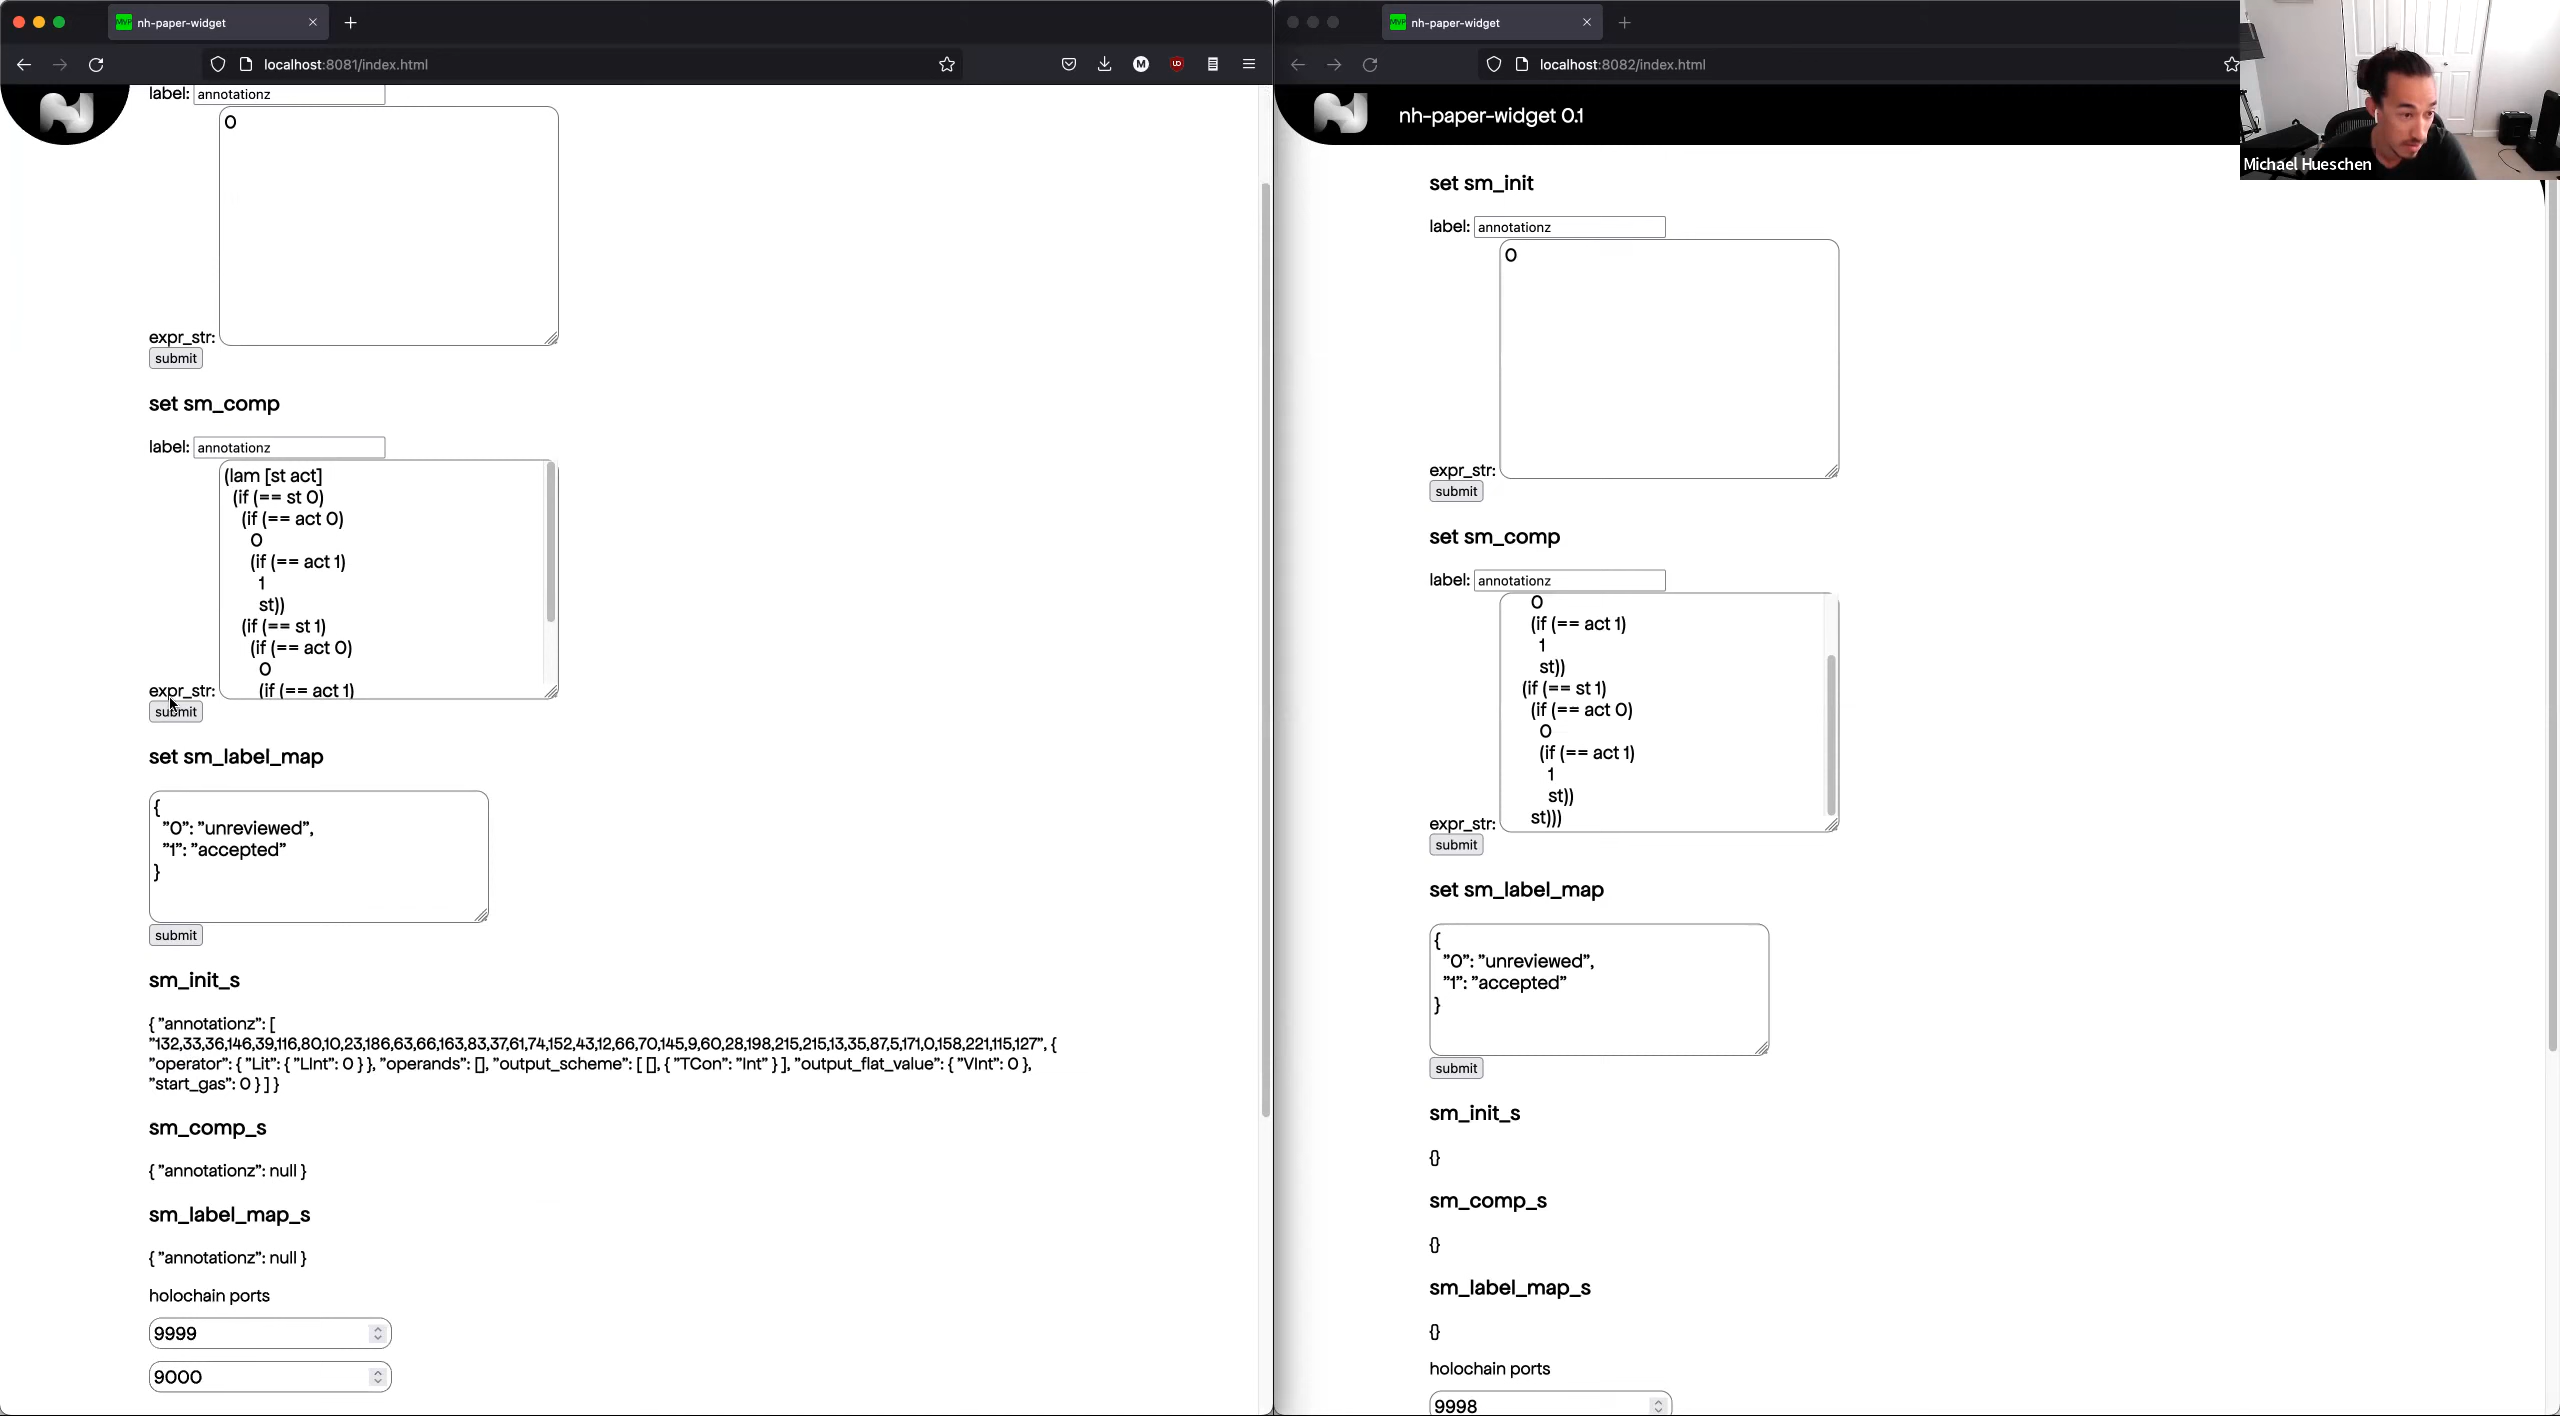 nh-paper-widget
localhost:8081/index.html
label: annotationz
0
expr_str:
submit
set sm_comp
label: annotationz
(lam [st act]
(if (== st 0)
(if (== act 0)
0
(if (== act 1)
1
st))
(if (== st 1)
(if (== act 0)
0
(if (== act 1)
expr_str:
submit
set sm_label_map
{
"0": "unreviewed",
"1": "accepted"
}
submit
sm_init_s
{ "annotationz": [
"132,33,36,146,39,116,80,10,23,186,63,66,163,83,37,61,74,152,43,12,66,70,145,9,60,28,198,215,215,13,35,87,5,171,0,158,221,115,127", {
"operator": { "Lit": { "LInt": 0 } }, "operands": [], "output_scheme": [ [], { "TCon": "Int" } ], "output_flat_value": { "VInt": 0 },
"start_gas": 0 } ] }
sm_comp_s
{ "annotationz": null }
sm_label_map_s
{ "annotationz": null }
holochain ports
9999
9000
nh-paper-widget
localhost:8082/index.html
nh-paper-widget 0.1
set sm_init
label: annotationz
0
expr_str:
submit
set sm_comp
label: annotationz
0
(if (== act 1)
1
st))
(if (== st 1)
(if (== act 0)
0
(if (== act 1)
1
st))
st)))
expr_str:
submit
set sm_label_map
{
"0": "unreviewed",
"1": "accepted"
}
submit
sm_init_s
{}
sm_comp_s
{}
sm_label_map_s
{}
holochain ports
9998
Michael Hueschen